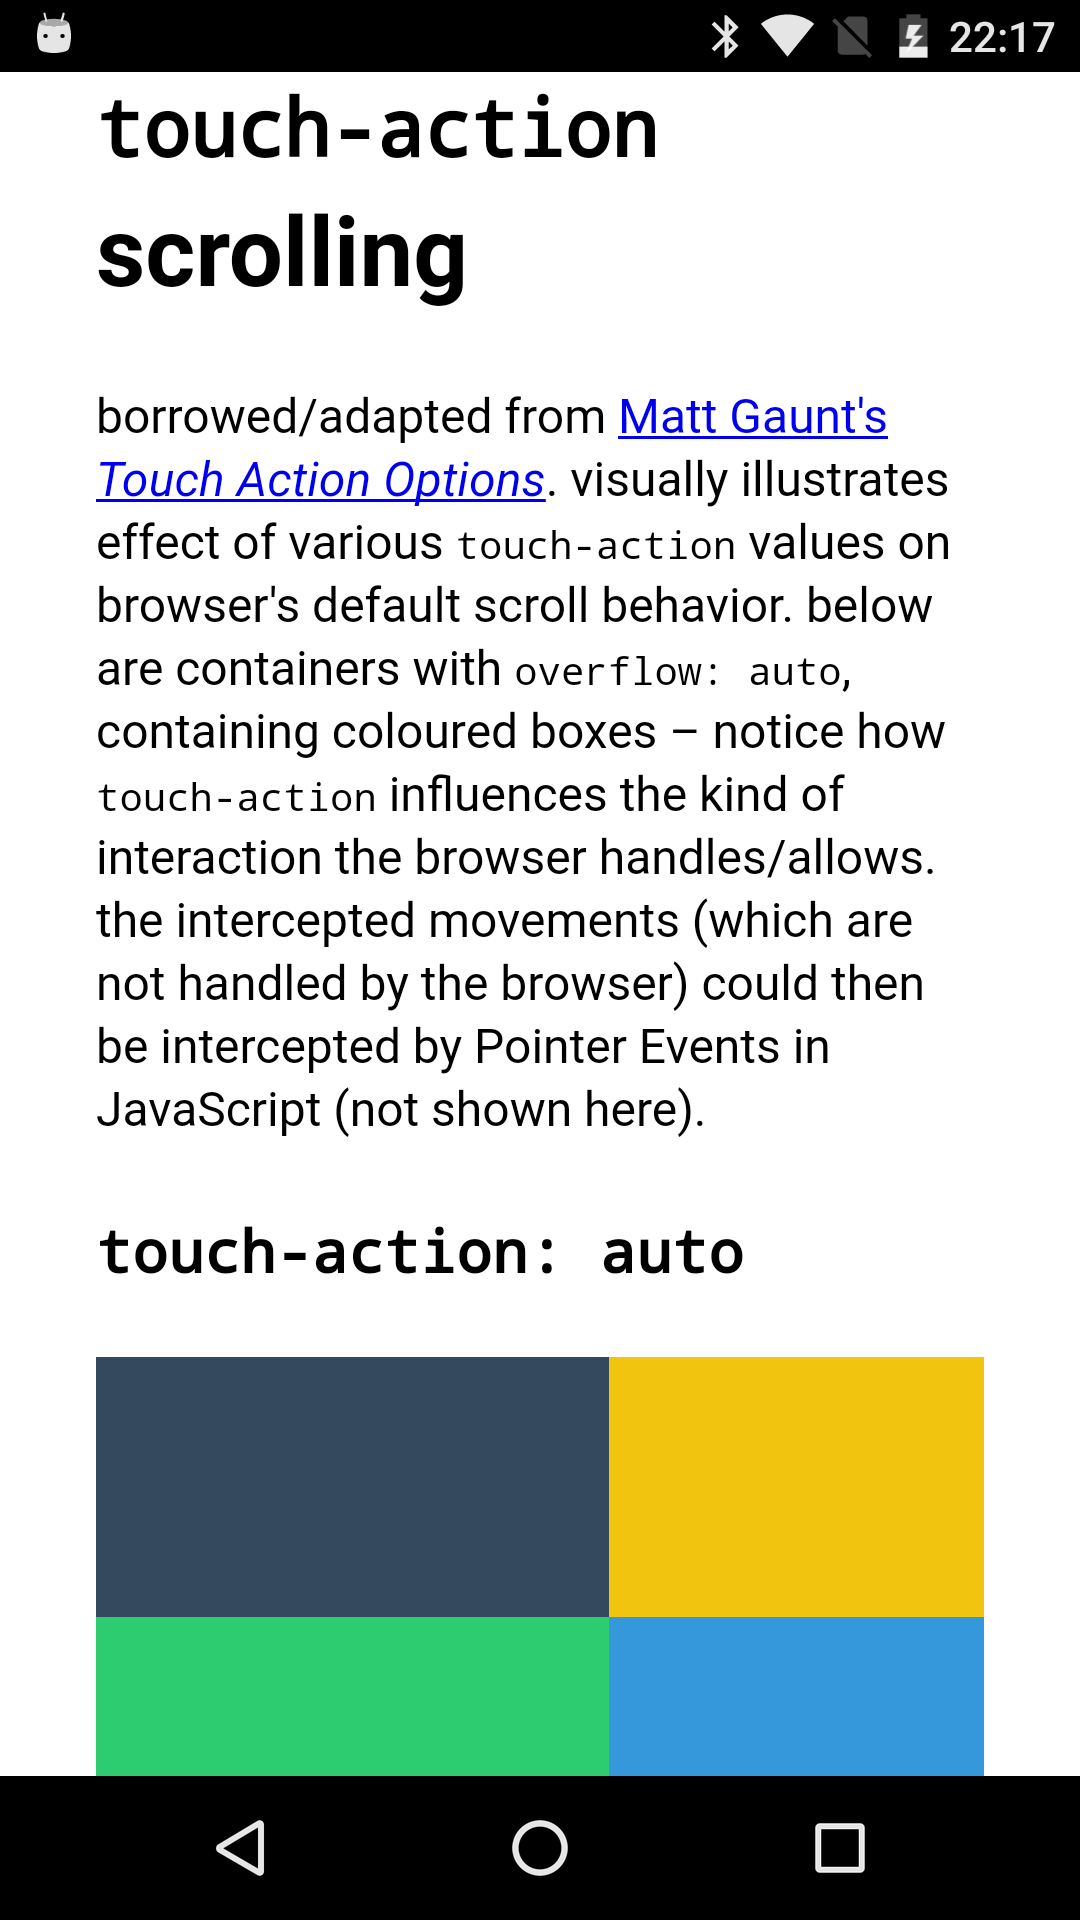 22:17
touch-action
scrolling
borrowed/adapted from Matt Gaunt's
Touch Action Options. visually illustrates
effect of various touch-action values on
browser's default scroll behavior. below
are containers with overflow: auto,
containing coloured boxes – notice how
touch-action influences the kind of
interaction the browser handles/allows.
the intercepted movements (which are
not handled by the browser) could then
be intercepted by Pointer Events in
JavaScript (not shown here).
touch-action: auto